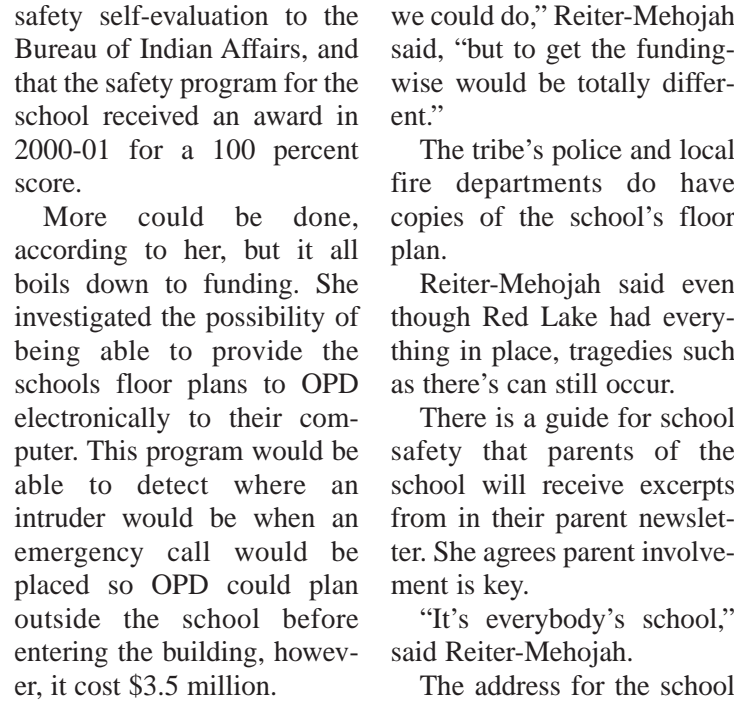 safety self-evaluation to the
Bureau of Indian Affairs, and
that the safety program for the
school received an award in
2000-01 for a 100 percent
score.
More could be done,
according to her, but it all
boils down to funding. She
investigated the possibility of
being able to provide the
schools floor plans to OPD
electronically to their com-
puter. This program would be
able to detect where an
intruder would be when an
emergency call would be
placed so OPD could plan
outside the school before
entering the building, howev-
er, it cost $3.5 million.
we could do,” Reiter-Mehojah
said, “but to get the funding-
wise would be totally differ-
ent.”
The tribe’s police and local
fire departments do have
copies of the school’s floor
plan.
Reiter-Mehojah said even
though Red Lake had every-
thing in place, tragedies such
as there’s can still occur.
There is a guide for school
safety that parents of the
school will receive excerpts
from in their parent newslet-
ter. She agrees parent involve-
ment is key.
“It’s everybody’s school,”
said Reiter-Mehojah.
The address for the school